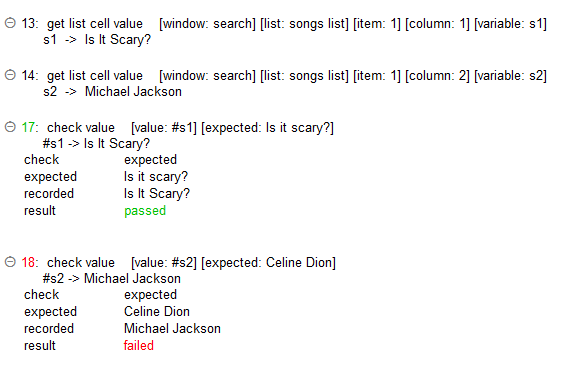 13: get list cell value [window: search] [list: songs list] [item: 1] [column: 1] [variable: s1]
s1 -> Is It Scary?
14: get list cell value [window: search] [list: songs list] [item: 1] [column: 2] [variable: s2]
s2 -> Michael Jackson
17: check value [value: #s1] [expected: Is it scary?]
#s1 -> Is It Scary?
check expected
expected Is it scary?
recorded Is It Scary?
result passed
18: check value [value: #s2] [expected: Celine Dion]
#s2 -> Michael Jackson
check expected
expected Celine Dion
recorded Michael Jackson
result failed